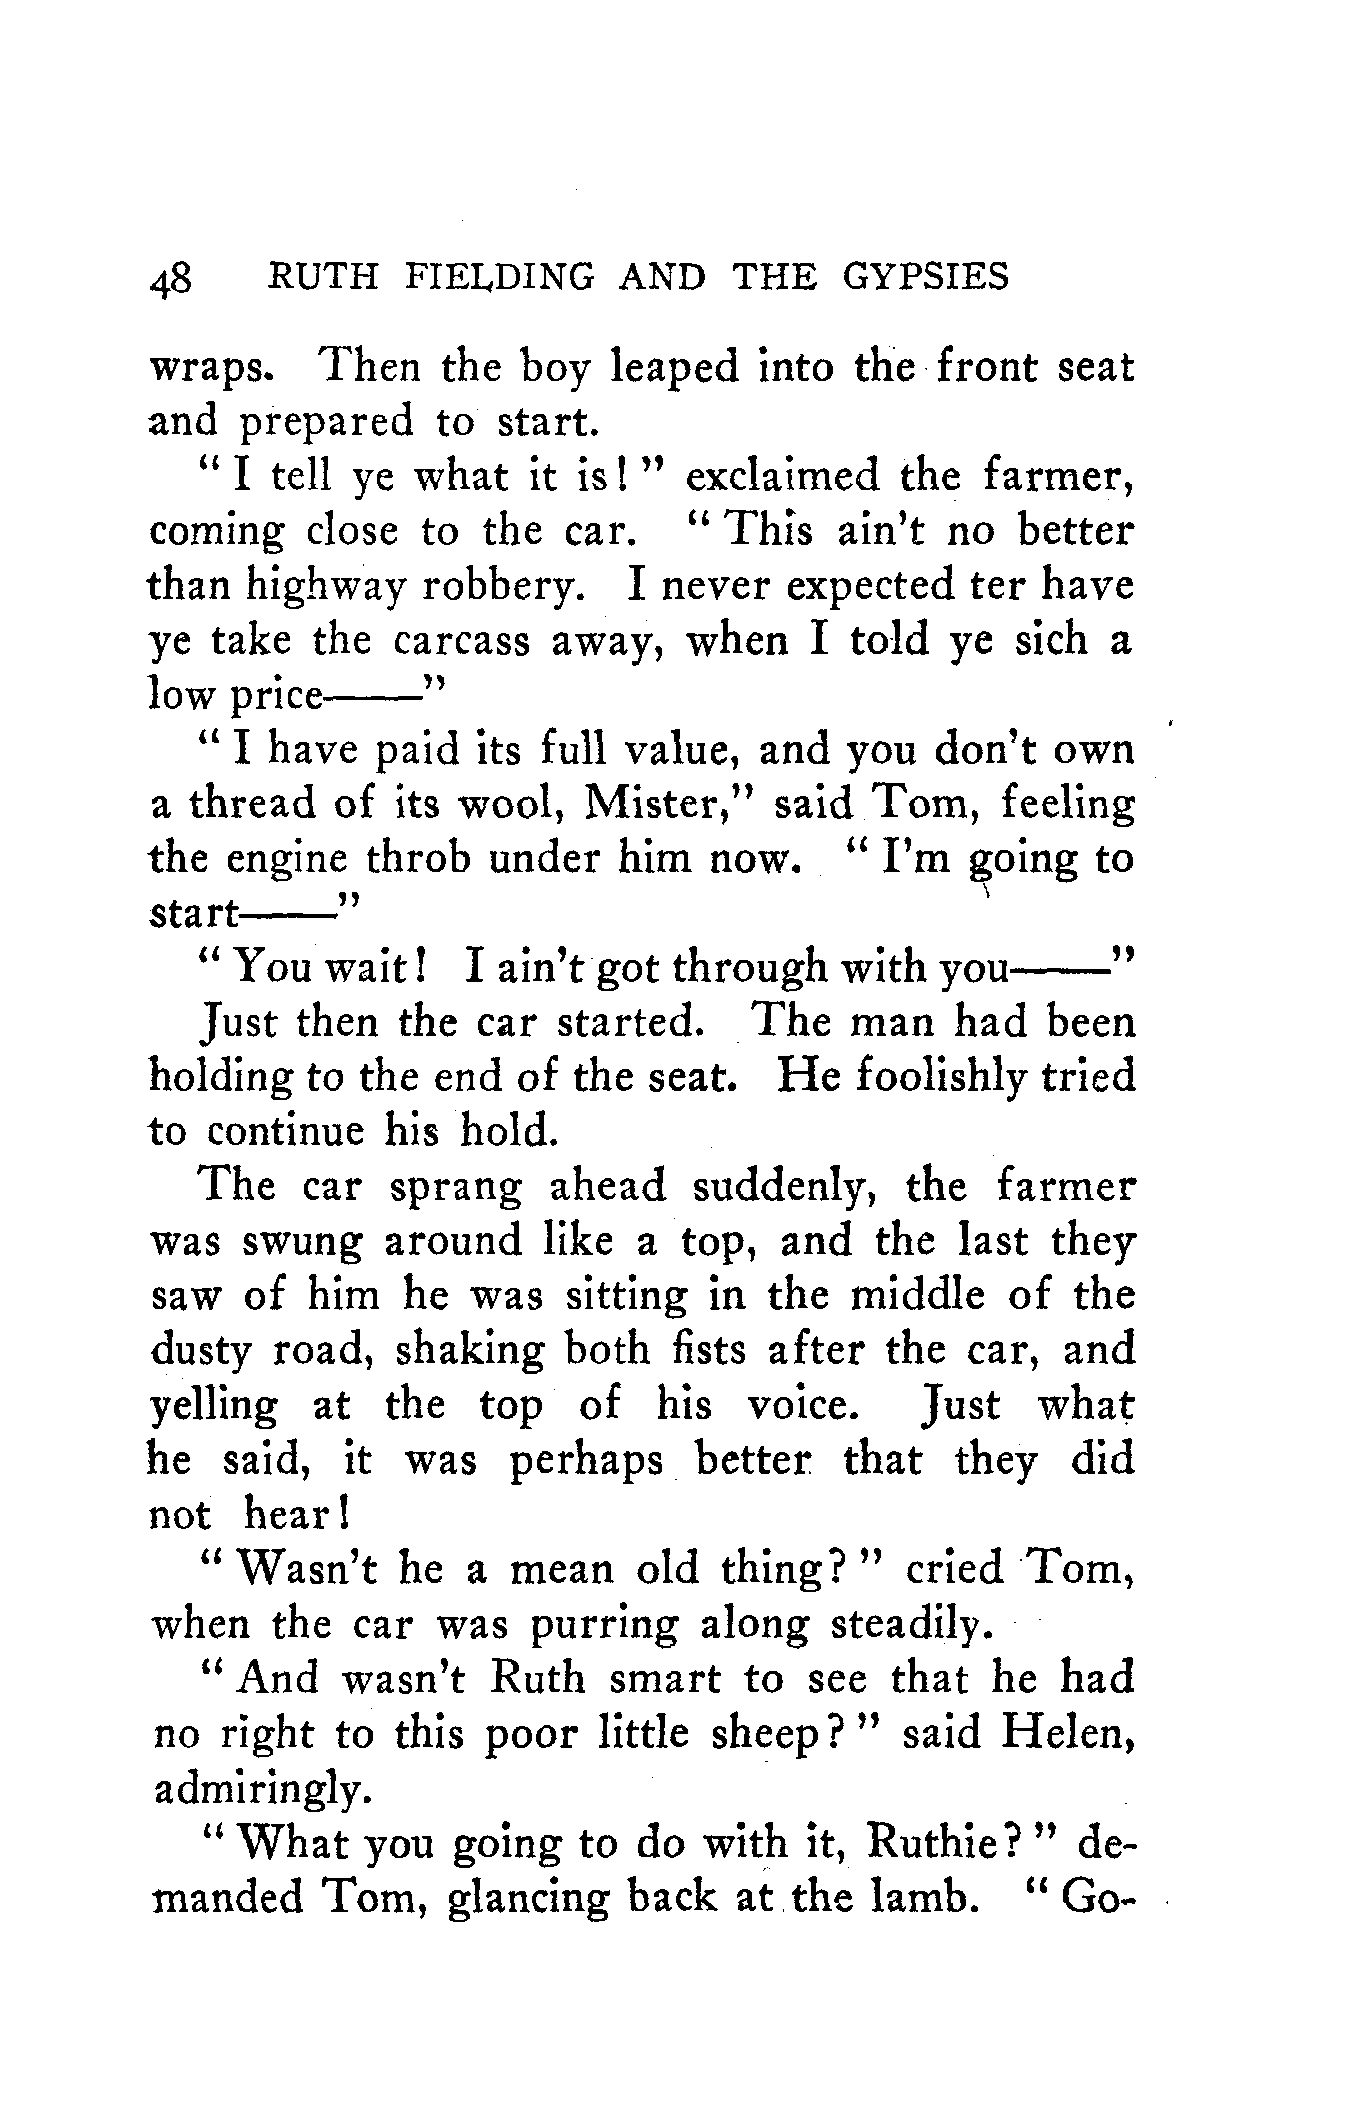 48 RUTH FIELDING AND THE GYPSIES
wraps. Then the boy leaped into the front seat
and prepared to start.
“ I tell ye what it is! ” exclaimed the farmer,
coming close to the car. “ This ain't no better
than highway robbery. I never expected ter have
ye take the carcass away, when I told ye sich a
low price——”
“ I have paid its full value, and you don't own
a thread of its wool, Mister,” said Tom, feeling
the engine throb under him now. “ I'm going to
start——”
“ You wait! I ain't got through with you——”
Just then the car started. The man had been
holding to the end of the seat. He foolishly tried
to continue his hold.
The car sprang ahead suddenly, the farmer
was swung around like a top, and the last they
saw of him he was sitting in the middle of the
dusty road, shaking both fists after the car, and
yelling at the top of his voice. Just what
he said, it was perhaps better that they did
not hear!
“ Wasn't he a mean old thing? ” cried Tom,
when the car was purring along steadily.
“ And wasn't Ruth smart to see that he had
no right to this poor little sheep? ” said Helen,
admiringly.
“ What you going to do with it, Ruthie? ” de-
manded Tom, glancing back at the lamb. “ Go-